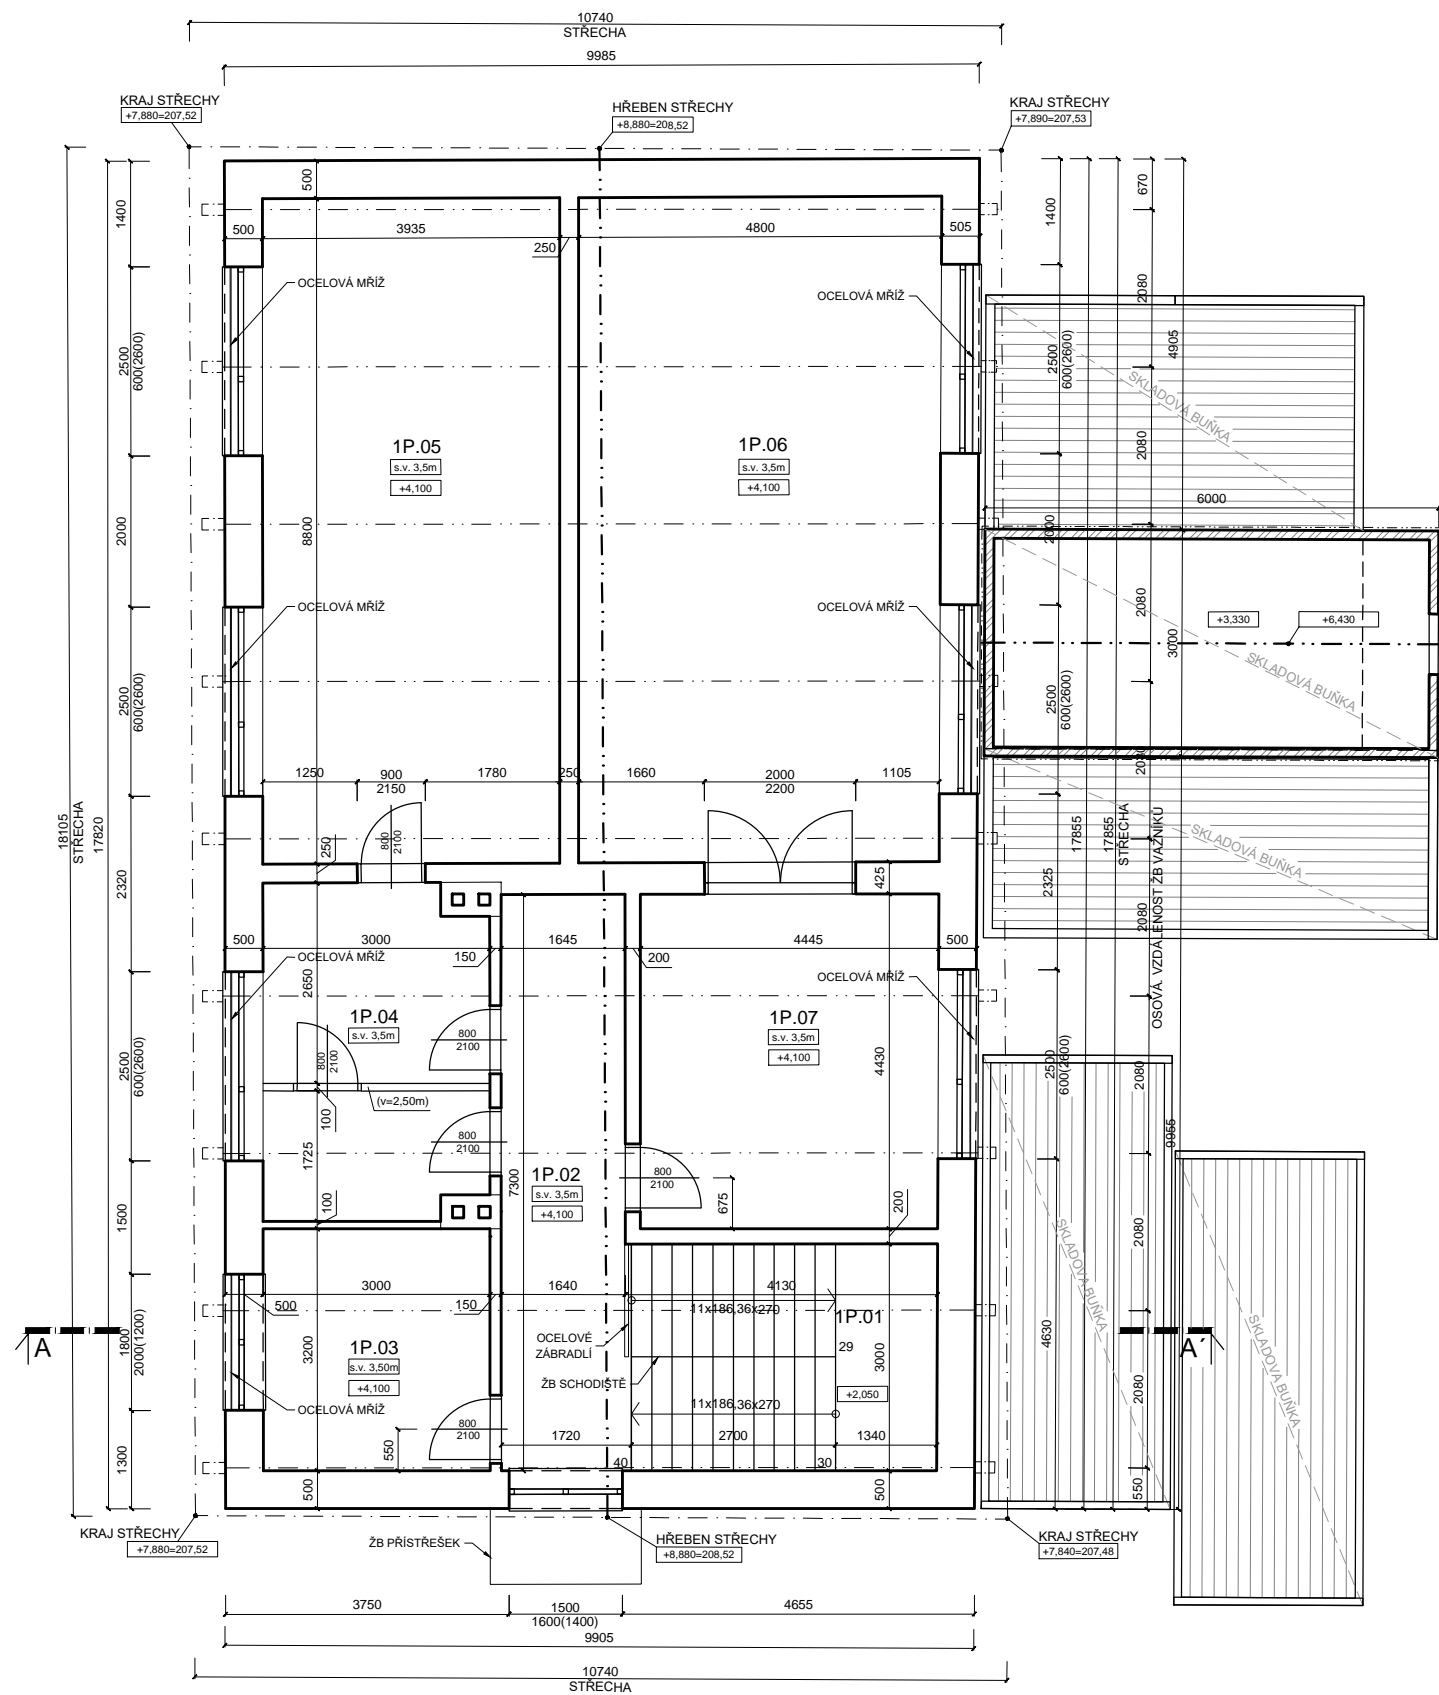 10740
STŘECHA
9985
KRAJ STŘECHY
+7,880=207,52
HŘEBEN STŘECHY
+8,880=208,52
KRAJ STŘECHY
+7,890=207,53
500
1400
670
1400
500
3935
250
4800
505
OCELOVÁ MŘÍŽ
OCELOVÁ MŘÍŽ
2080
2500
600(2600)
2500
600(2600)
4905
SKLADOVÁ BUŇKA
1P.05
s.v. 3,5m
+4,100
1P.06
s.v. 3,5m
+4,100
2080
6000
2000
8800
2000
OCELOVÁ MŘÍŽ
OCELOVÁ MŘÍŽ
2080
+3,330
+6,430
3000
SKLADOVÁ BUŇKA
2500
600(2600)
2500
600(2600)
2080
1250
900
2150
1780
250
1660
2000
2200
1105
18105
STŘECHA
17820
250
800
2100
17855
17855
STŘECHA
OSOVÁ. VZDÁLENOST ŽB VAZNÍKU
SKLADOVÁ BUŇKA
2320
425
2325
2080
500
3000
150
1645
200
4445
500
OCELOVÁ MŘÍŽ
OCELOVÁ MŘÍŽ
2650
1P.04
s.v. 3,5m
1P.07
s.v. 3,5m
+4,100
800
2100
800
2100
2500
600(2600)
(v=2,50m)
100
4430
2500
600(2600)
2080
800
2100
1725
9955
1P.02
s.v. 3,5m
+4,100
7300
800
2100
675
100
200
1500
2080
SKLADOVÁ BUŇKA
3000
500
150
1640
4130
11x186,36x270
1P.01
29
+2,050
A
A´
1800
2000(1200)
3200
1P.03
s.v. 3,50m
+4,100
OCELOVÉ
ZÁBRADLÍ
ŽB SCHODIŠTĚ
3000
4630
SKLADOVÁ BUŇKA
OCELOVÁ MŘÍŽ
11x186,36x270
2080
800
2100
550
1720
2700
1340
40
30
1300
500
500
550
KRAJ STŘECHY
+7,880=207,52
ŽB PŘÍSTŘEŠEK
HŘEBEN STŘECHY
+8,880=208,52
KRAJ STŘECHY
+7,840=207,48
3750
1500
1600(1400)
4655
9905
10740
STŘECHA